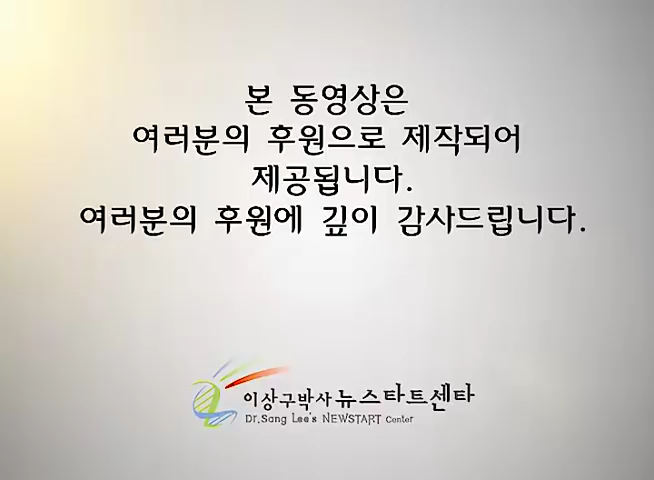 본 동영상은
여러분의 후원으로 제작되어
제공됩니다.
여러분의 후원에 깊이 감사드립니다.
이상구박사 뉴스타트센타
Dr.Sang Lee's NEWSTART Center